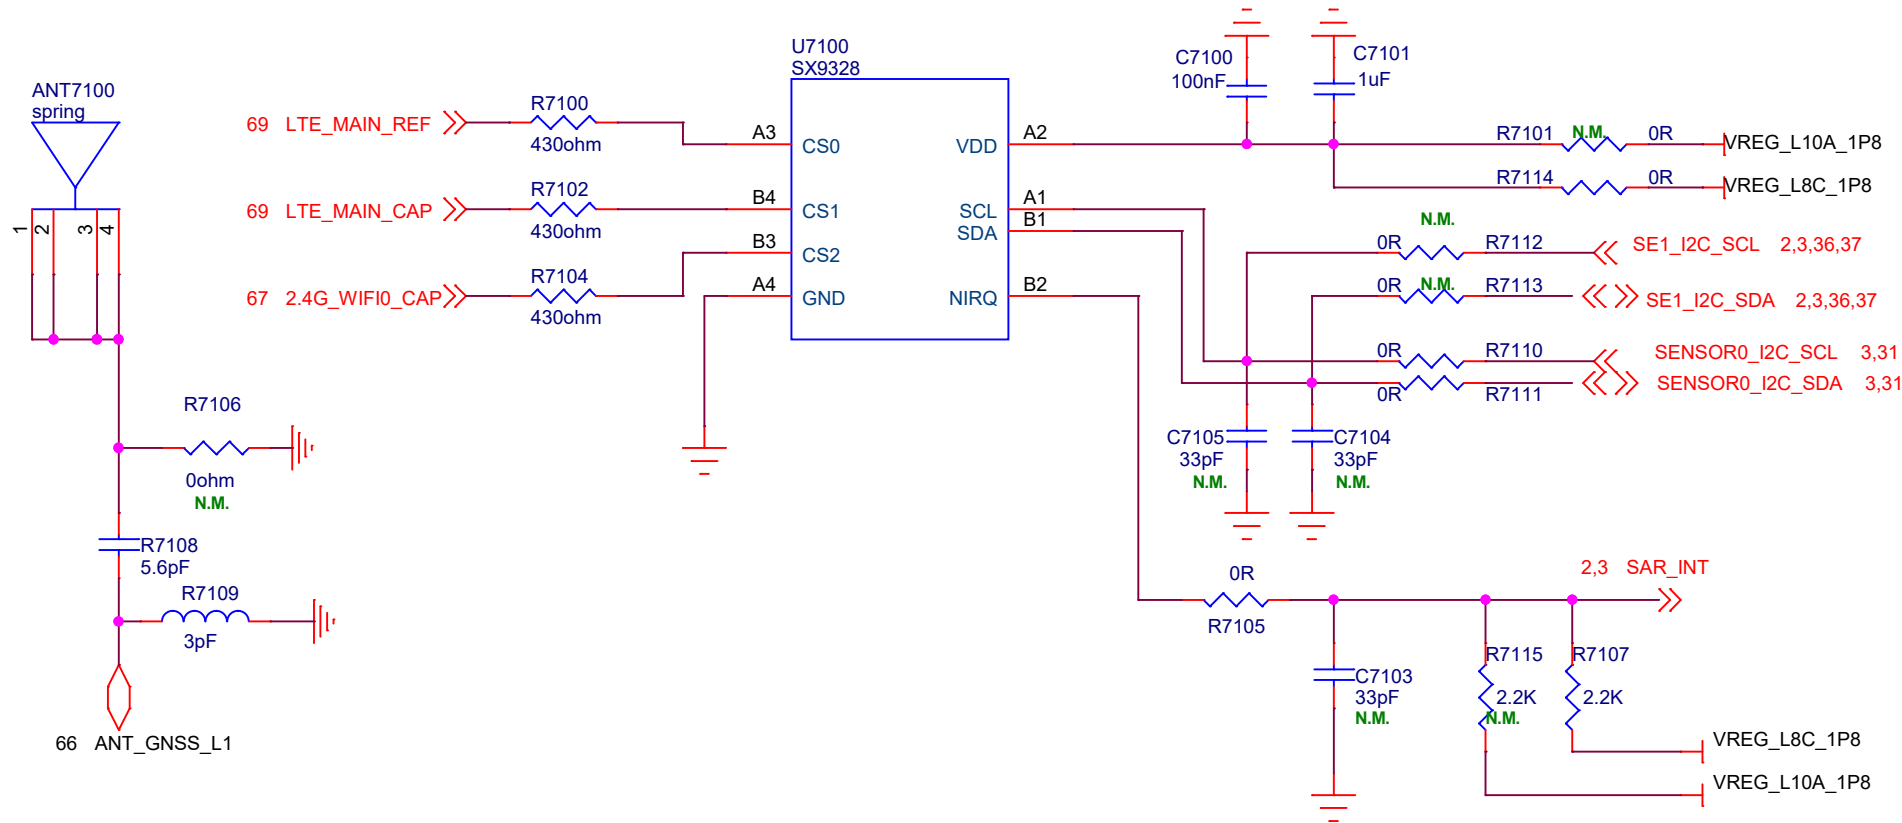 ANT7100
spring
1
2
3
4
R7106
0ohm
N.M.
R7108
5.6pF
R7109
3pF
66 ANT_GNSS_L1
69 LTE_MAIN_REF
R7100
430ohm
69 LTE_MAIN_CAP
R7102
430ohm
67 2.4G_WIFI0_CAP
R7104
430ohm
U7100
SX9328
A3 CS0
B4 CS1
B3 CS2
A4 GND
VDD A2
SCL A1
SDA B1
NIRQ B2
C7100
100nF
C7101
1uF
R7101 N.M. 0R VREG_L10A_1P8
R7114 0R VREG_L8C_1P8
N.M.
0R R7112 SE1_I2C_SCL 2,3,36,37
0R N.M. R7113 SE1_I2C_SDA 2,3,36,37
0R R7110 SENSOR0_I2C_SCL 3,31
0R R7111 SENSOR0_I2C_SDA 3,31
C7105
33pF
N.M.
C7104
33pF
N.M.
0R
R7105
2,3 SAR_INT
C7103
33pF
N.M.
R7115
2.2K
N.M.
R7107
2.2K
VREG_L8C_1P8
VREG_L10A_1P8